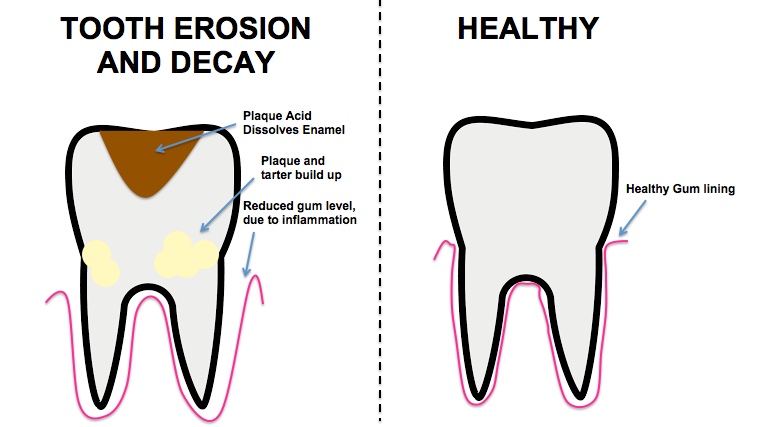 TOOTH EROSION
AND DECAY
Plaque Acid
Dissolves Enamel
Plaque and
tarter build up
Reduced gum level,
due to inflammation
HEALTHY
Healthy Gum lining